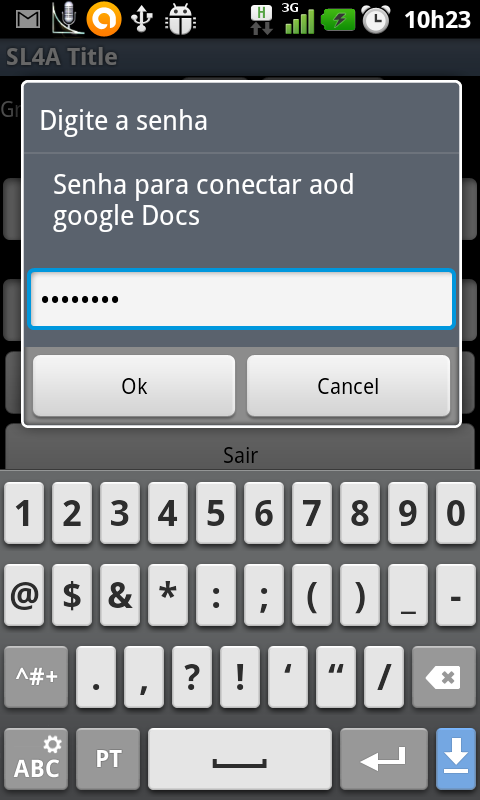 H 3G 10h23
SL4A Title
Gr
Digite a senha
Senha para conectar aod
google Docs
••••••••
Ok Cancel
Sair
1 2 3 4 5 6 7 8 9 0
@ $ & * : ; ( ) _ -
^#+ . , ? ! ‘ “ /
ABC PT